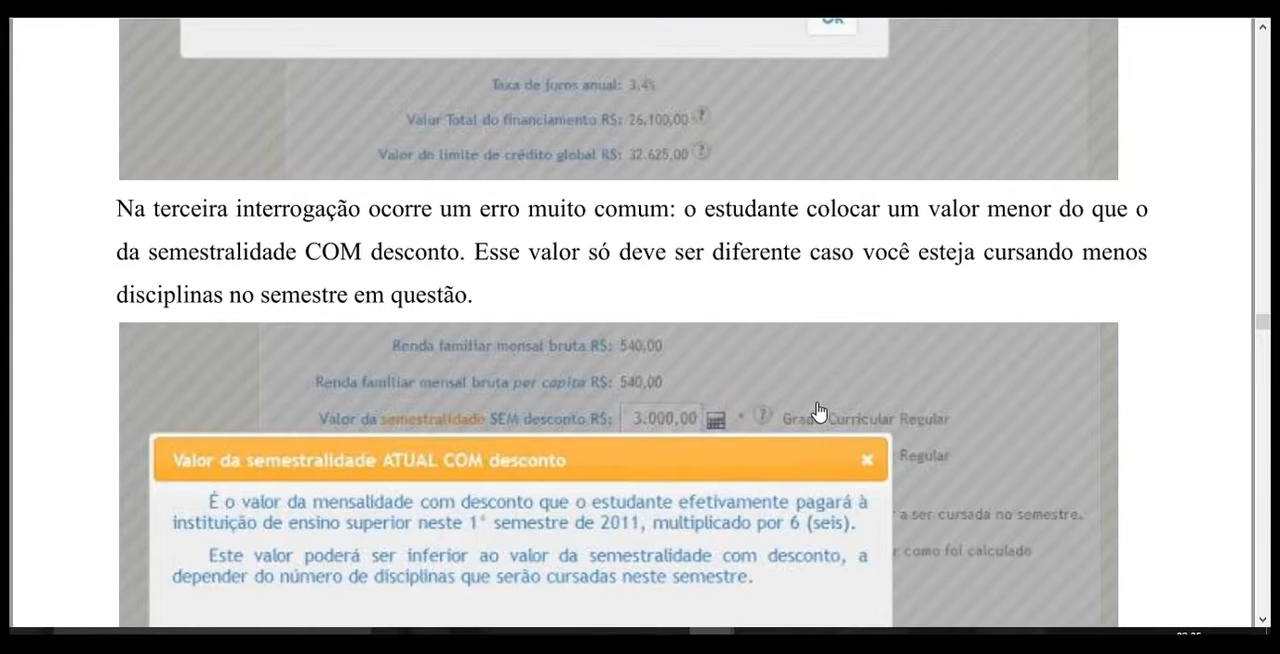 OK
Taxa de juros anual: 3,4%
Valor Total do financiamento R$: 26.100,00 ?
Valor do limite de crédito global R$: 32.625,00 ?
Na terceira interrogação ocorre um erro muito comum: o estudante colocar um valor menor do que o
da semestralidade COM desconto. Esse valor só deve ser diferente caso você esteja cursando menos
disciplinas no semestre em questão.
Renda familiar mensal bruta R$: 540,00
Renda familiar mensal bruta per capita R$: 540,00
Valor da semestralidade SEM desconto R$: 3.000,00 * ? Grade Curricular Regular
Valor da semestralidade ATUAL COM desconto
Regular
É o valor da mensalidade com desconto que o estudante efetivamente pagará à
instituição de ensino superior neste 1° semestre de 2011, multiplicado por 6 (seis).
a ser cursada no semestre.
Este valor poderá ser inferior ao valor da semestralidade com desconto, a
depender do número de disciplinas que serão cursadas neste semestre.
r como foi calculado